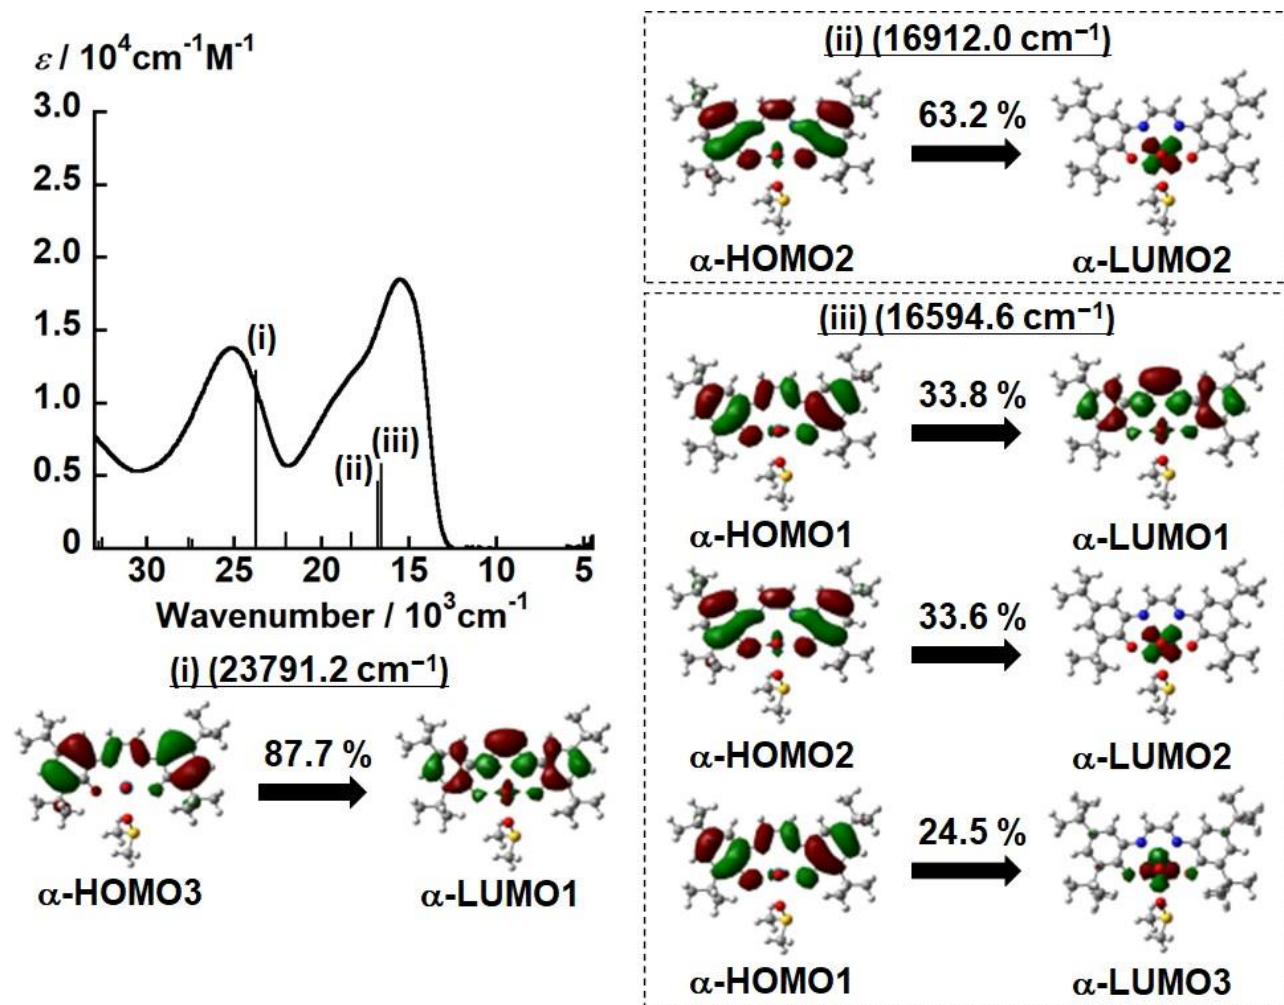 ε / 10⁴cm⁻¹M⁻¹
3.0
2.5
2.0
1.5
1.0
0.5
0
(i)
(ii)
(iii)
30 25 20 15 10 5
Wavenumber / 10³cm⁻¹
(i) (23791.2 cm⁻¹)
87.7 %
α-HOMO3 α-LUMO1
(ii) (16912.0 cm⁻¹)
63.2 %
α-HOMO2 α-LUMO2
(iii) (16594.6 cm⁻¹)
33.8 %
α-HOMO1 α-LUMO1
33.6 %
α-HOMO2 α-LUMO2
24.5 %
α-HOMO1 α-LUMO3